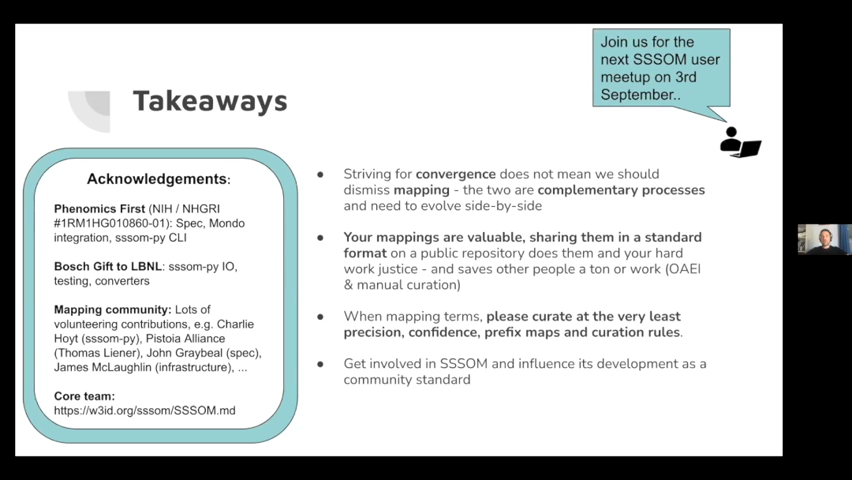 Join us for the
next SSSOM user
meetup on 3rd
September..
Takeaways
Acknowledgements:
Phenomics First (NIH / NHGRI
#1RM1HG010860-01): Spec, Mondo
integration, sssom-py CLI
Bosch Gift to LBNL: sssom-py IO,
testing, converters
Mapping community: Lots of
volunteering contributions, e.g. Charlie
Hoyt (sssom-py), Pistoia Alliance
(Thomas Liener), John Graybeal (spec),
James McLaughlin (infrastructure), ...
Core team:
https://w3id.org/sssom/SSSOM.md
● Striving for convergence does not mean we should
dismiss mapping - the two are complementary processes
and need to evolve side-by-side
● Your mappings are valuable, sharing them in a standard
format on a public repository does them and your hard
work justice - and saves other people a ton or work (OAEI
& manual curation)
● When mapping terms, please curate at the very least
precision, confidence, prefix maps and curation rules.
● Get involved in SSSOM and influence its development as a
community standard